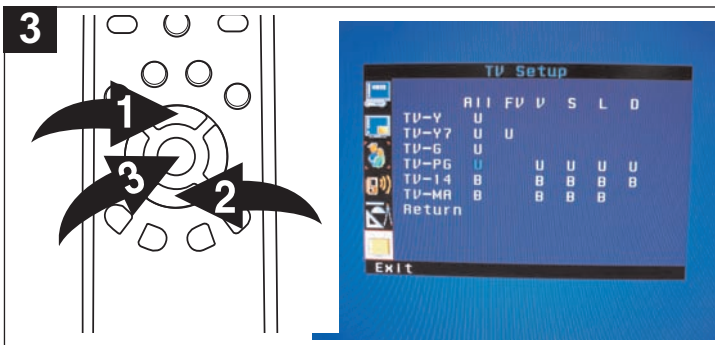 3
1
3
2
TV Setup
All FV V S L D
TV-Y U
TV-Y7 U U
TV-G U
TV-PG U U U U U
TV-14 B B B B B
TV-MA B B B B
Return
Exit